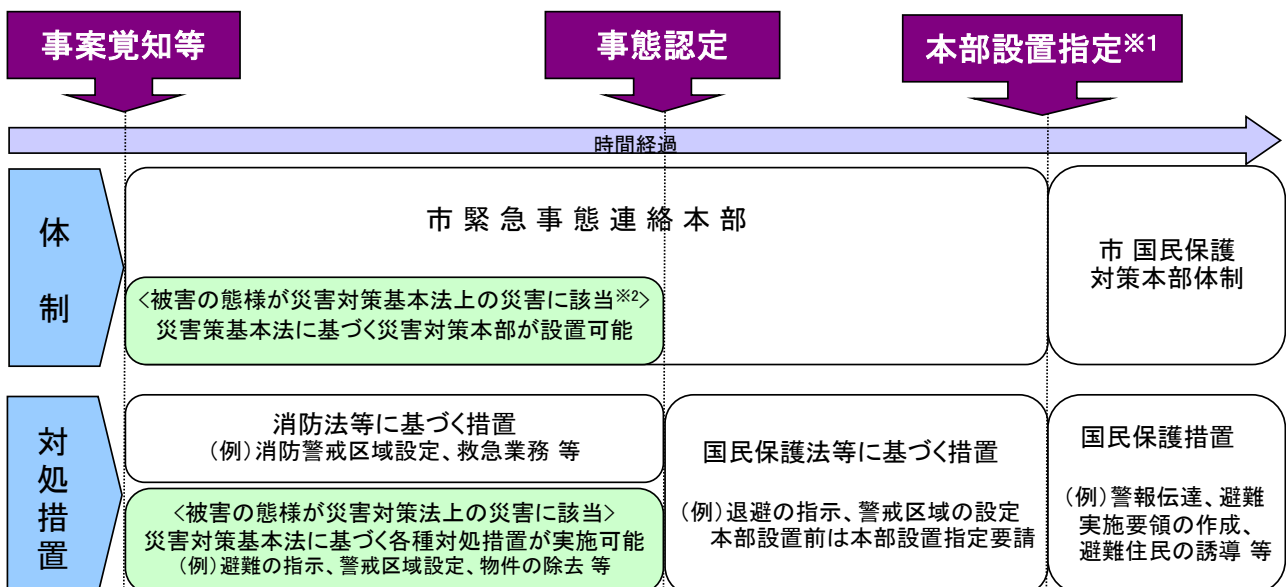 事案覚知等
事態認定
本部設置指定※1
時間経過
体制
市緊急事態連絡本部
<被害の態様が災害対策基本法上の災害に該当※2>
災害策基本法に基づく災害対策本部が設置可能
市 国民保護
対策本部体制
対処措置
消防法等に基づく措置
（例）消防警戒区域設定、救急業務 等
<被害の態様が災害対策法上の災害に該当>
災害対策基本法に基づく各種対処措置が実施可能
（例）避難の指示、警戒区域設定、物件の除去 等
国民保護法等に基づく措置
（例）退避の指示、警戒区域の設定
本部設置前は本部設置指定要請
国民保護措置
（例）警報伝達、避難
実施要領の作成、
避難住民の誘導 等